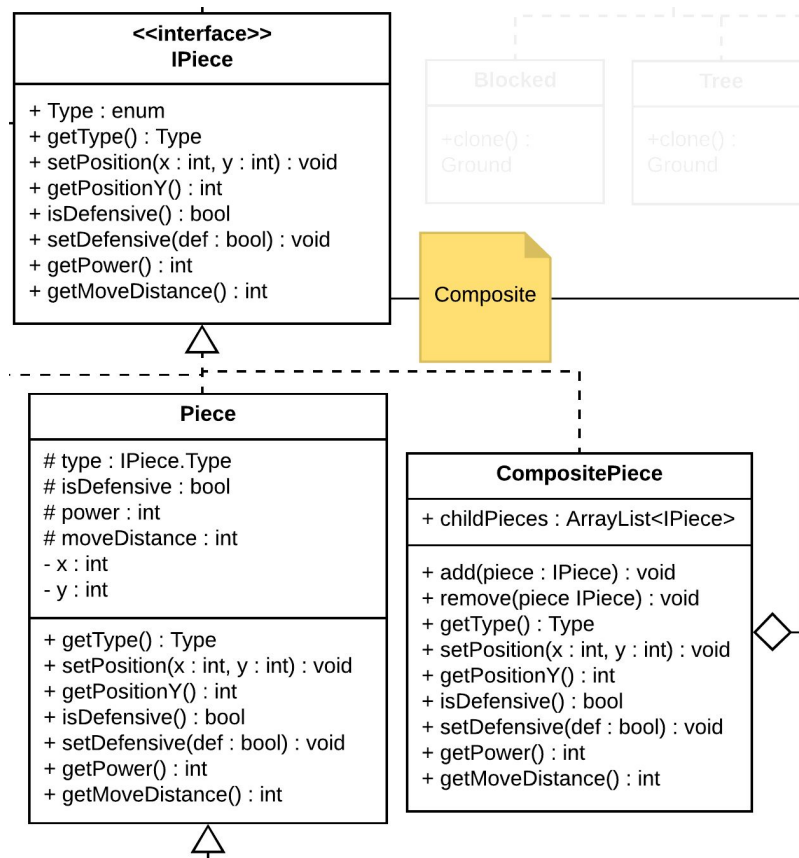 <<interface>>
IPiece
+ Type : enum
+ getType() : Type
+ setPosition(x : int, y : int) : void
+ getPositionY() : int
+ isDefensive() : bool
+ setDefensive(def : bool) : void
+ getPower() : int
+ getMoveDistance() : int
Blocked
+clone() :
Ground
Tree
+clone() :
Ground
Composite
Piece
# type : IPiece.Type
# isDefensive : bool
# power : int
# moveDistance : int
- x : int
- y : int
+ getType() : Type
+ setPosition(x : int, y : int) : void
+ getPositionY() : int
+ isDefensive() : bool
+ setDefensive(def : bool) : void
+ getPower() : int
+ getMoveDistance() : int
CompositePiece
+ childPieces : ArrayList<IPiece>
+ add(piece : IPiece) : void
+ remove(piece IPiece) : void
+ getType() : Type
+ setPosition(x : int, y : int) : void
+ getPositionY() : int
+ isDefensive() : bool
+ setDefensive(def : bool) : void
+ getPower() : int
+ getMoveDistance() : int